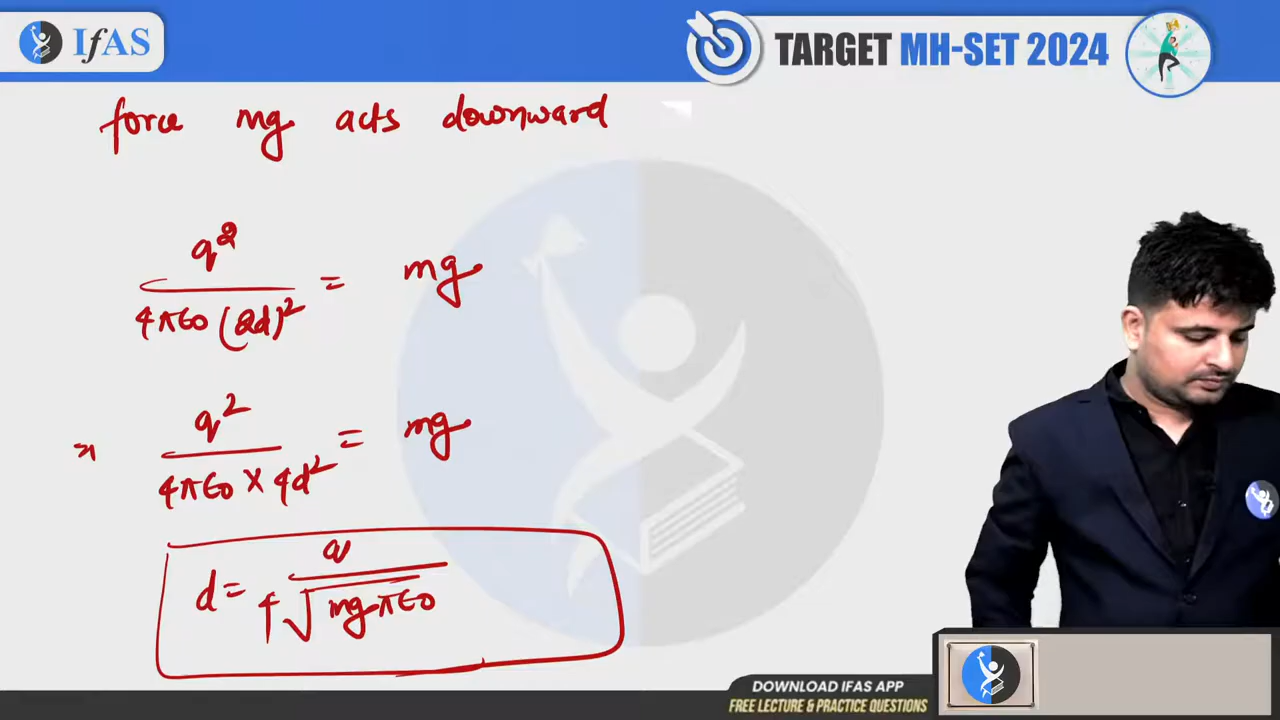 IfAS
TARGET MH-SET 2024
force mg acts downward
q² / 4πϵ0 (2d)² = mg
⇒ q² / 4πϵ0 × 4d² = mg
d = q / 4√mgπϵ0
DOWNLOAD IFAS APP
FREE LECTURE & PRACTICE QUESTIONS